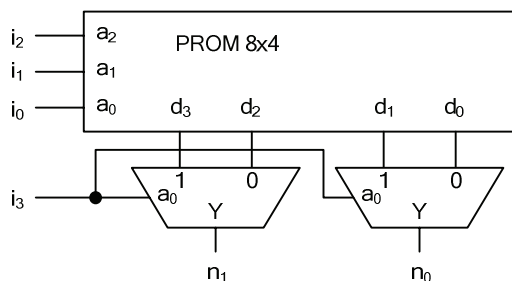 i2 a2 PROM 8x4
i1 a1
i0 a0 d3 d2 d1 d0
1 0 1 0
i3 a0 a0
Y Y
n1 n0